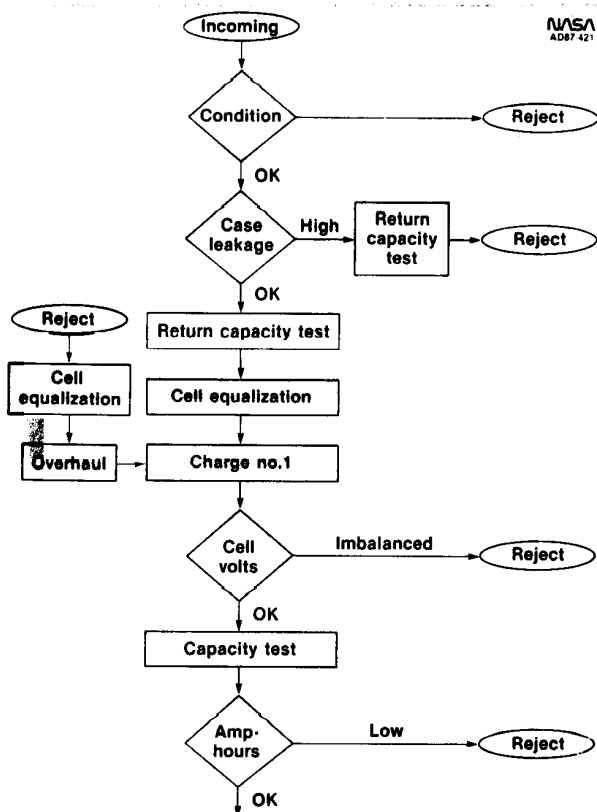 Incoming
NASA
AD87 421
Condition
Reject
OK
Case
leakage
High
Return
capacity
test
Reject
OK
Reject
Return capacity test
Cell
equalization
Cell equalization
Overhaul
Charge no.1
Cell
volts
Imbalanced
Reject
OK
Capacity test
Amp-
hours
Low
Reject
OK